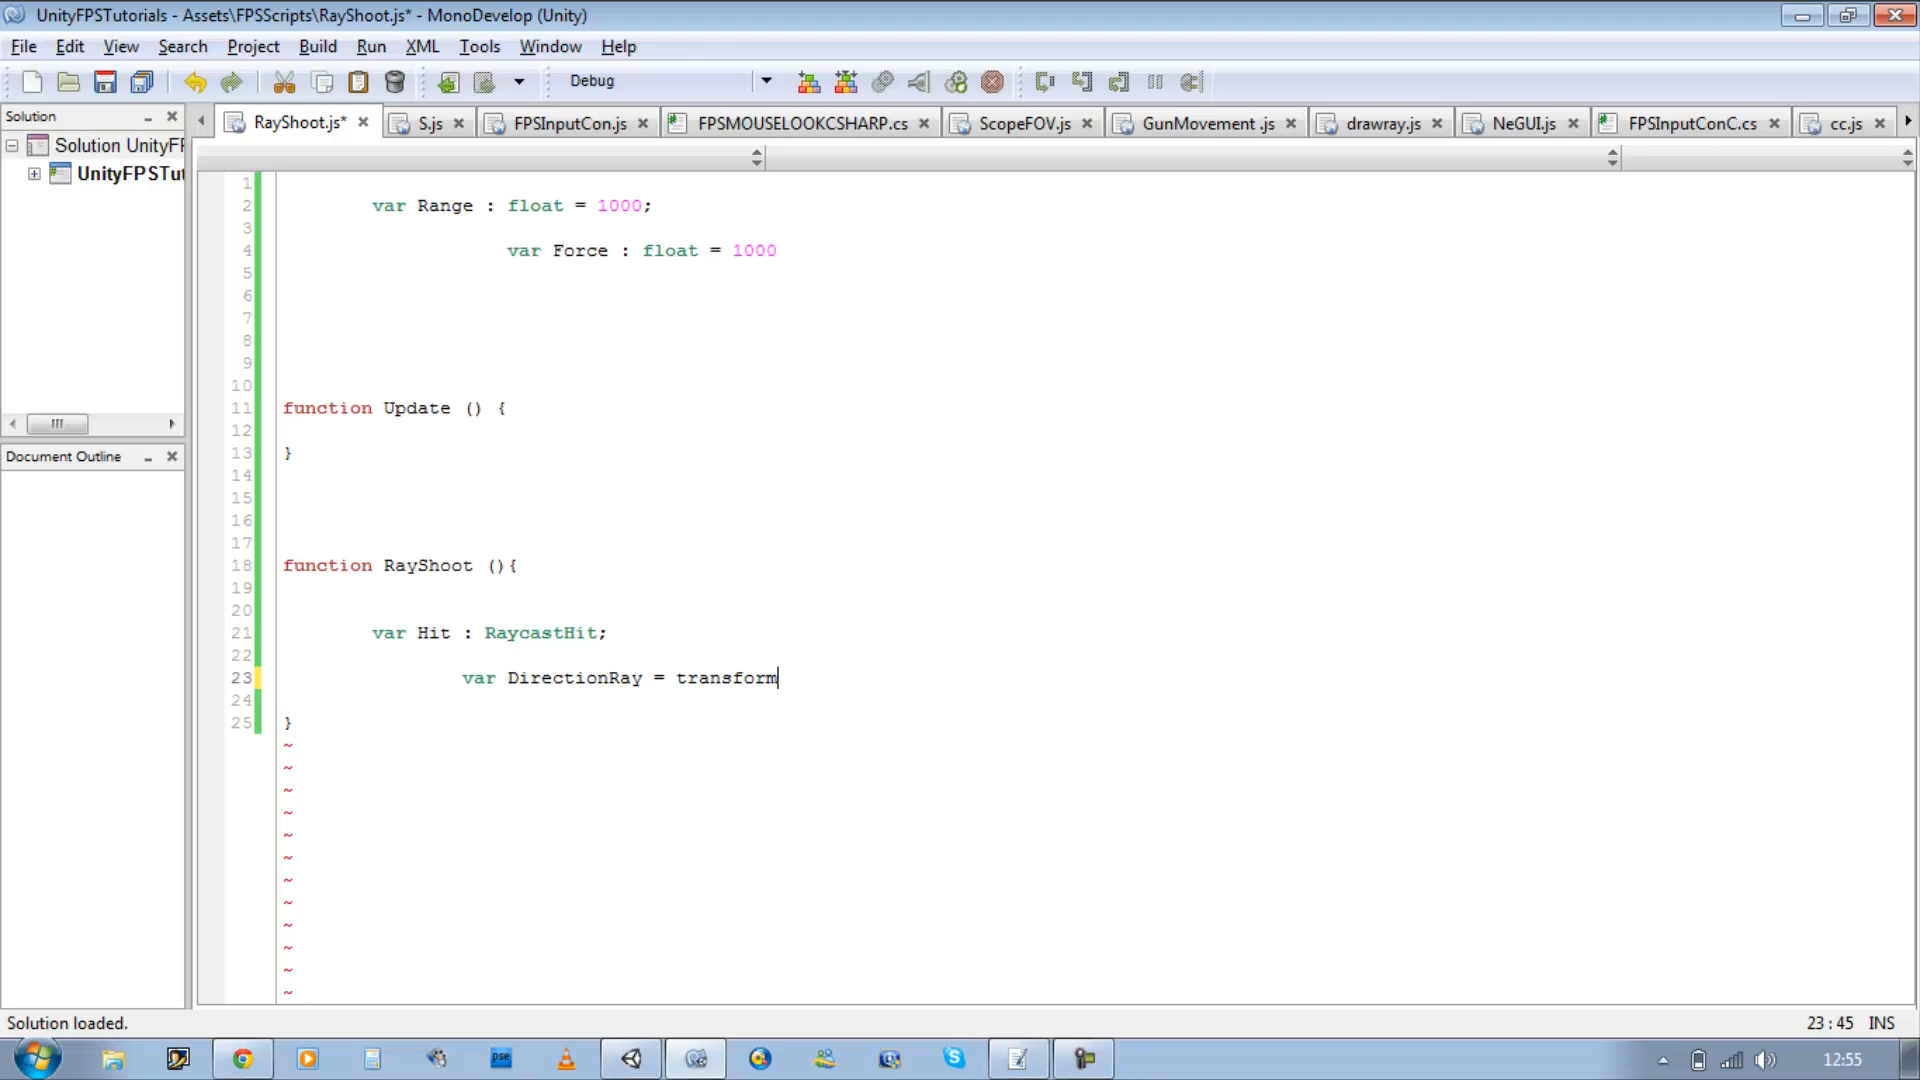 UnityFPSTutorials - Assets\FPSScripts\RayShoot.js* - MonoDevelop (Unity)
File Edit View Search Project Build Run XML Tools Window Help
Debug
Solution
RayShoot.js* S.js FPSInputCon.js FPSMOUSELOOKCSHARP.cs ScopeFOV.js GunMovement .js drawray.js NeGUI.js FPSInputConC.cs cc.js
Solution UnityFF
UnityFPSTut
1
2 var Range : float = 1000;
3
4 var Force : float = 1000
5
6
7
8
9
10
11 function Update () {
12
13 }
14
15
16
17
18 function RayShoot (){
19
20
21 var Hit : RaycastHit;
22
23 var DirectionRay = transform
24
25 }
~
~
~
~
~
~
~
~
~
~
~
~
Document Outline
Solution loaded.
23 : 45 INS
pse
12:55